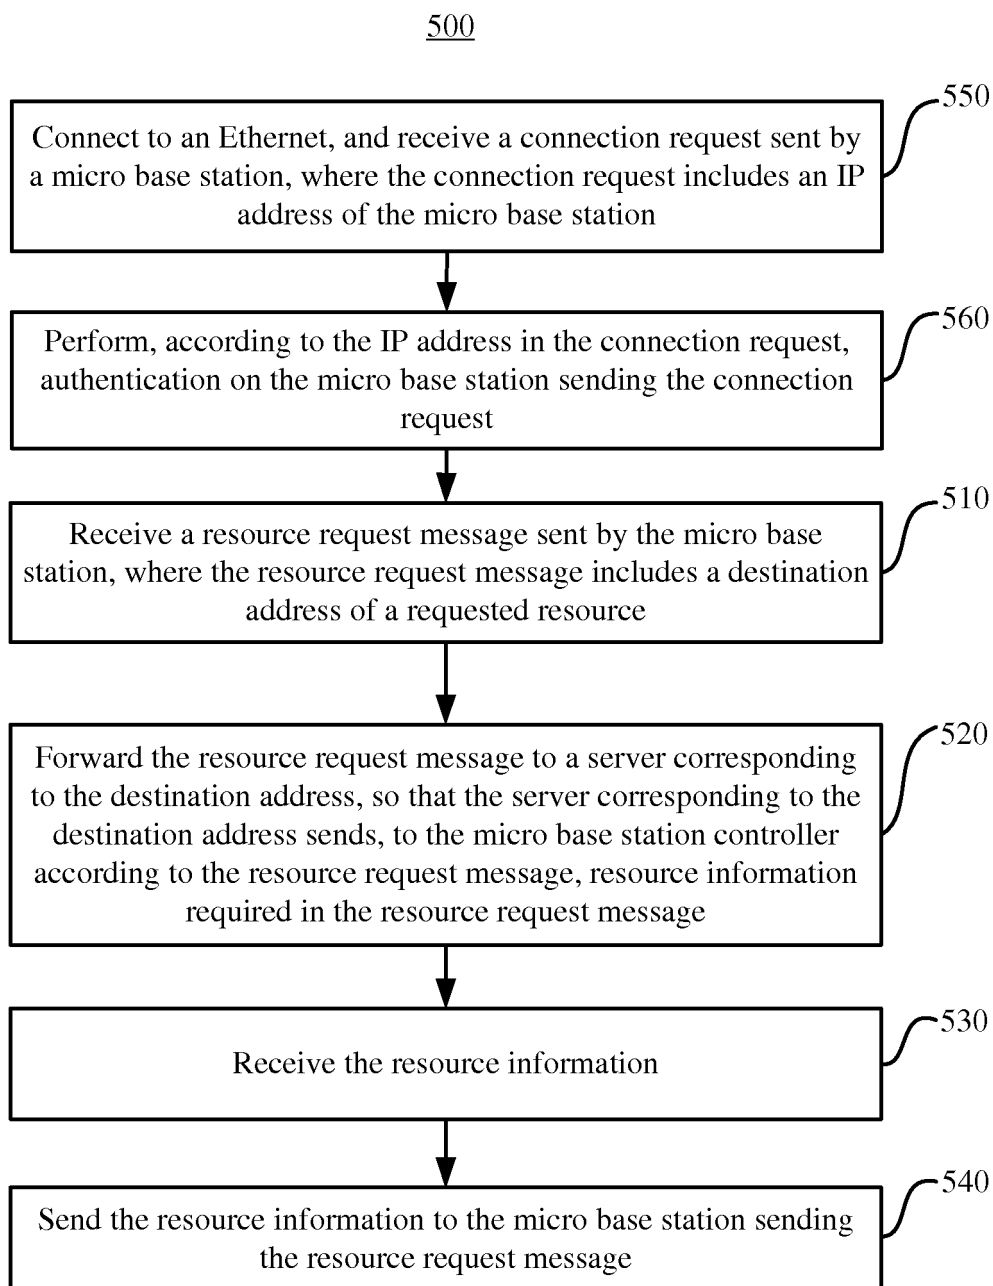 500
550
Connect to an Ethernet, and receive a connection request sent by
a micro base station, where the connection request includes an IP
address of the micro base station
560
Perform, according to the IP address in the connection request,
authentication on the micro base station sending the connection
request
510
Receive a resource request message sent by the micro base
station, where the resource request message includes a destination
address of a requested resource
520
Forward the resource request message to a server corresponding
to the destination address, so that the server corresponding to the
destination address sends, to the micro base station controller
according to the resource request message, resource information
required in the resource request message
530
Receive the resource information
540
Send the resource information to the micro base station sending
the resource request message